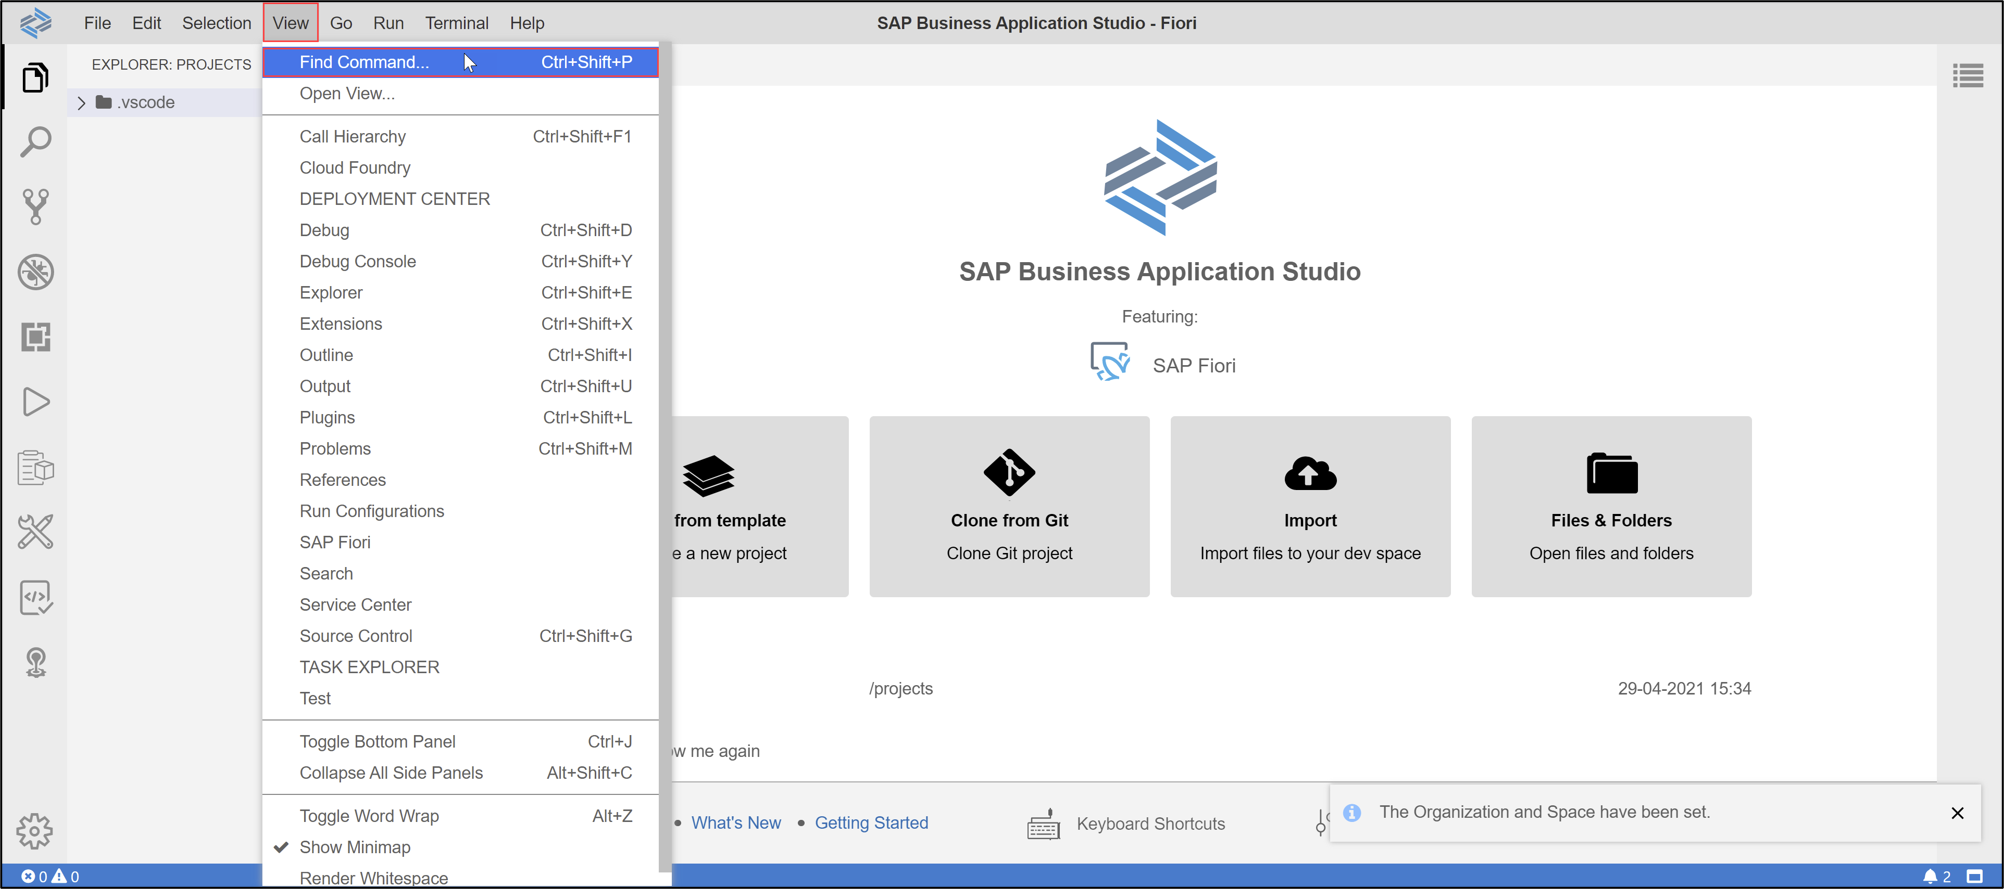 File Edit Selection View Go Run Terminal Help
SAP Business Application Studio - Fiori
EXPLORER: PROJECTS
.vscode
Find Command... Ctrl+Shift+P
Open View...
Call Hierarchy Ctrl+Shift+F1
Cloud Foundry
DEPLOYMENT CENTER
Debug Ctrl+Shift+D
Debug Console Ctrl+Shift+Y
Explorer Ctrl+Shift+E
Extensions Ctrl+Shift+X
Outline Ctrl+Shift+I
Output Ctrl+Shift+U
Plugins Ctrl+Shift+L
Problems Ctrl+Shift+M
References
Run Configurations
SAP Fiori
Search
Service Center
Source Control Ctrl+Shift+G
TASK EXPLORER
Test
Toggle Bottom Panel Ctrl+J
Collapse All Side Panels Alt+Shift+C
Toggle Word Wrap Alt+Z
Show Minimap
Render Whitespace
SAP Business Application Studio
Featuring:
SAP Fiori
from template
e a new project
Clone from Git
Clone Git project
Import
Import files to your dev space
Files & Folders
Open files and folders
/projects 29-04-2021 15:34
w me again
• What's New • Getting Started
Keyboard Shortcuts
The Organization and Space have been set.
0 0
2